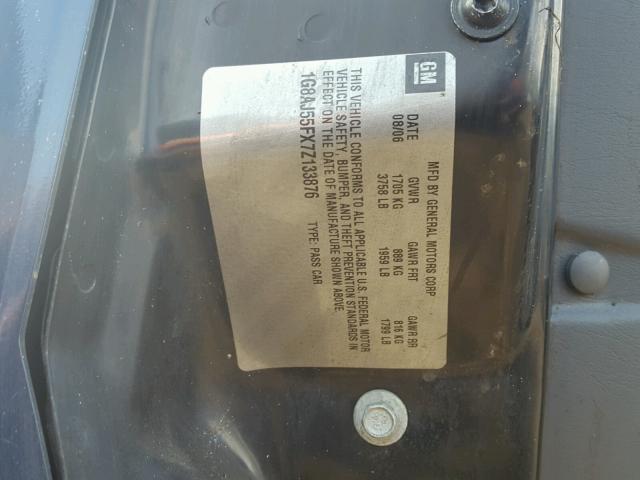 GM
MFD BY GENERAL MOTORS CORP
DATE GVWR GAWR FRT GAWR RR
08/06 1705 KG 889 KG 816 KG
3758 LB 1959 LB 1799 LB
THIS VEHICLE CONFORMS TO ALL APPLICABLE U.S. FEDERAL MOTOR
VEHICLE SAFETY, BUMPER, AND THEFT PREVENTION STANDARDS IN
EFFECT ON THE DATE OF MANUFACTURE SHOWN ABOVE.
1G8AJ55FX7Z133876 TYPE: PASS CAR